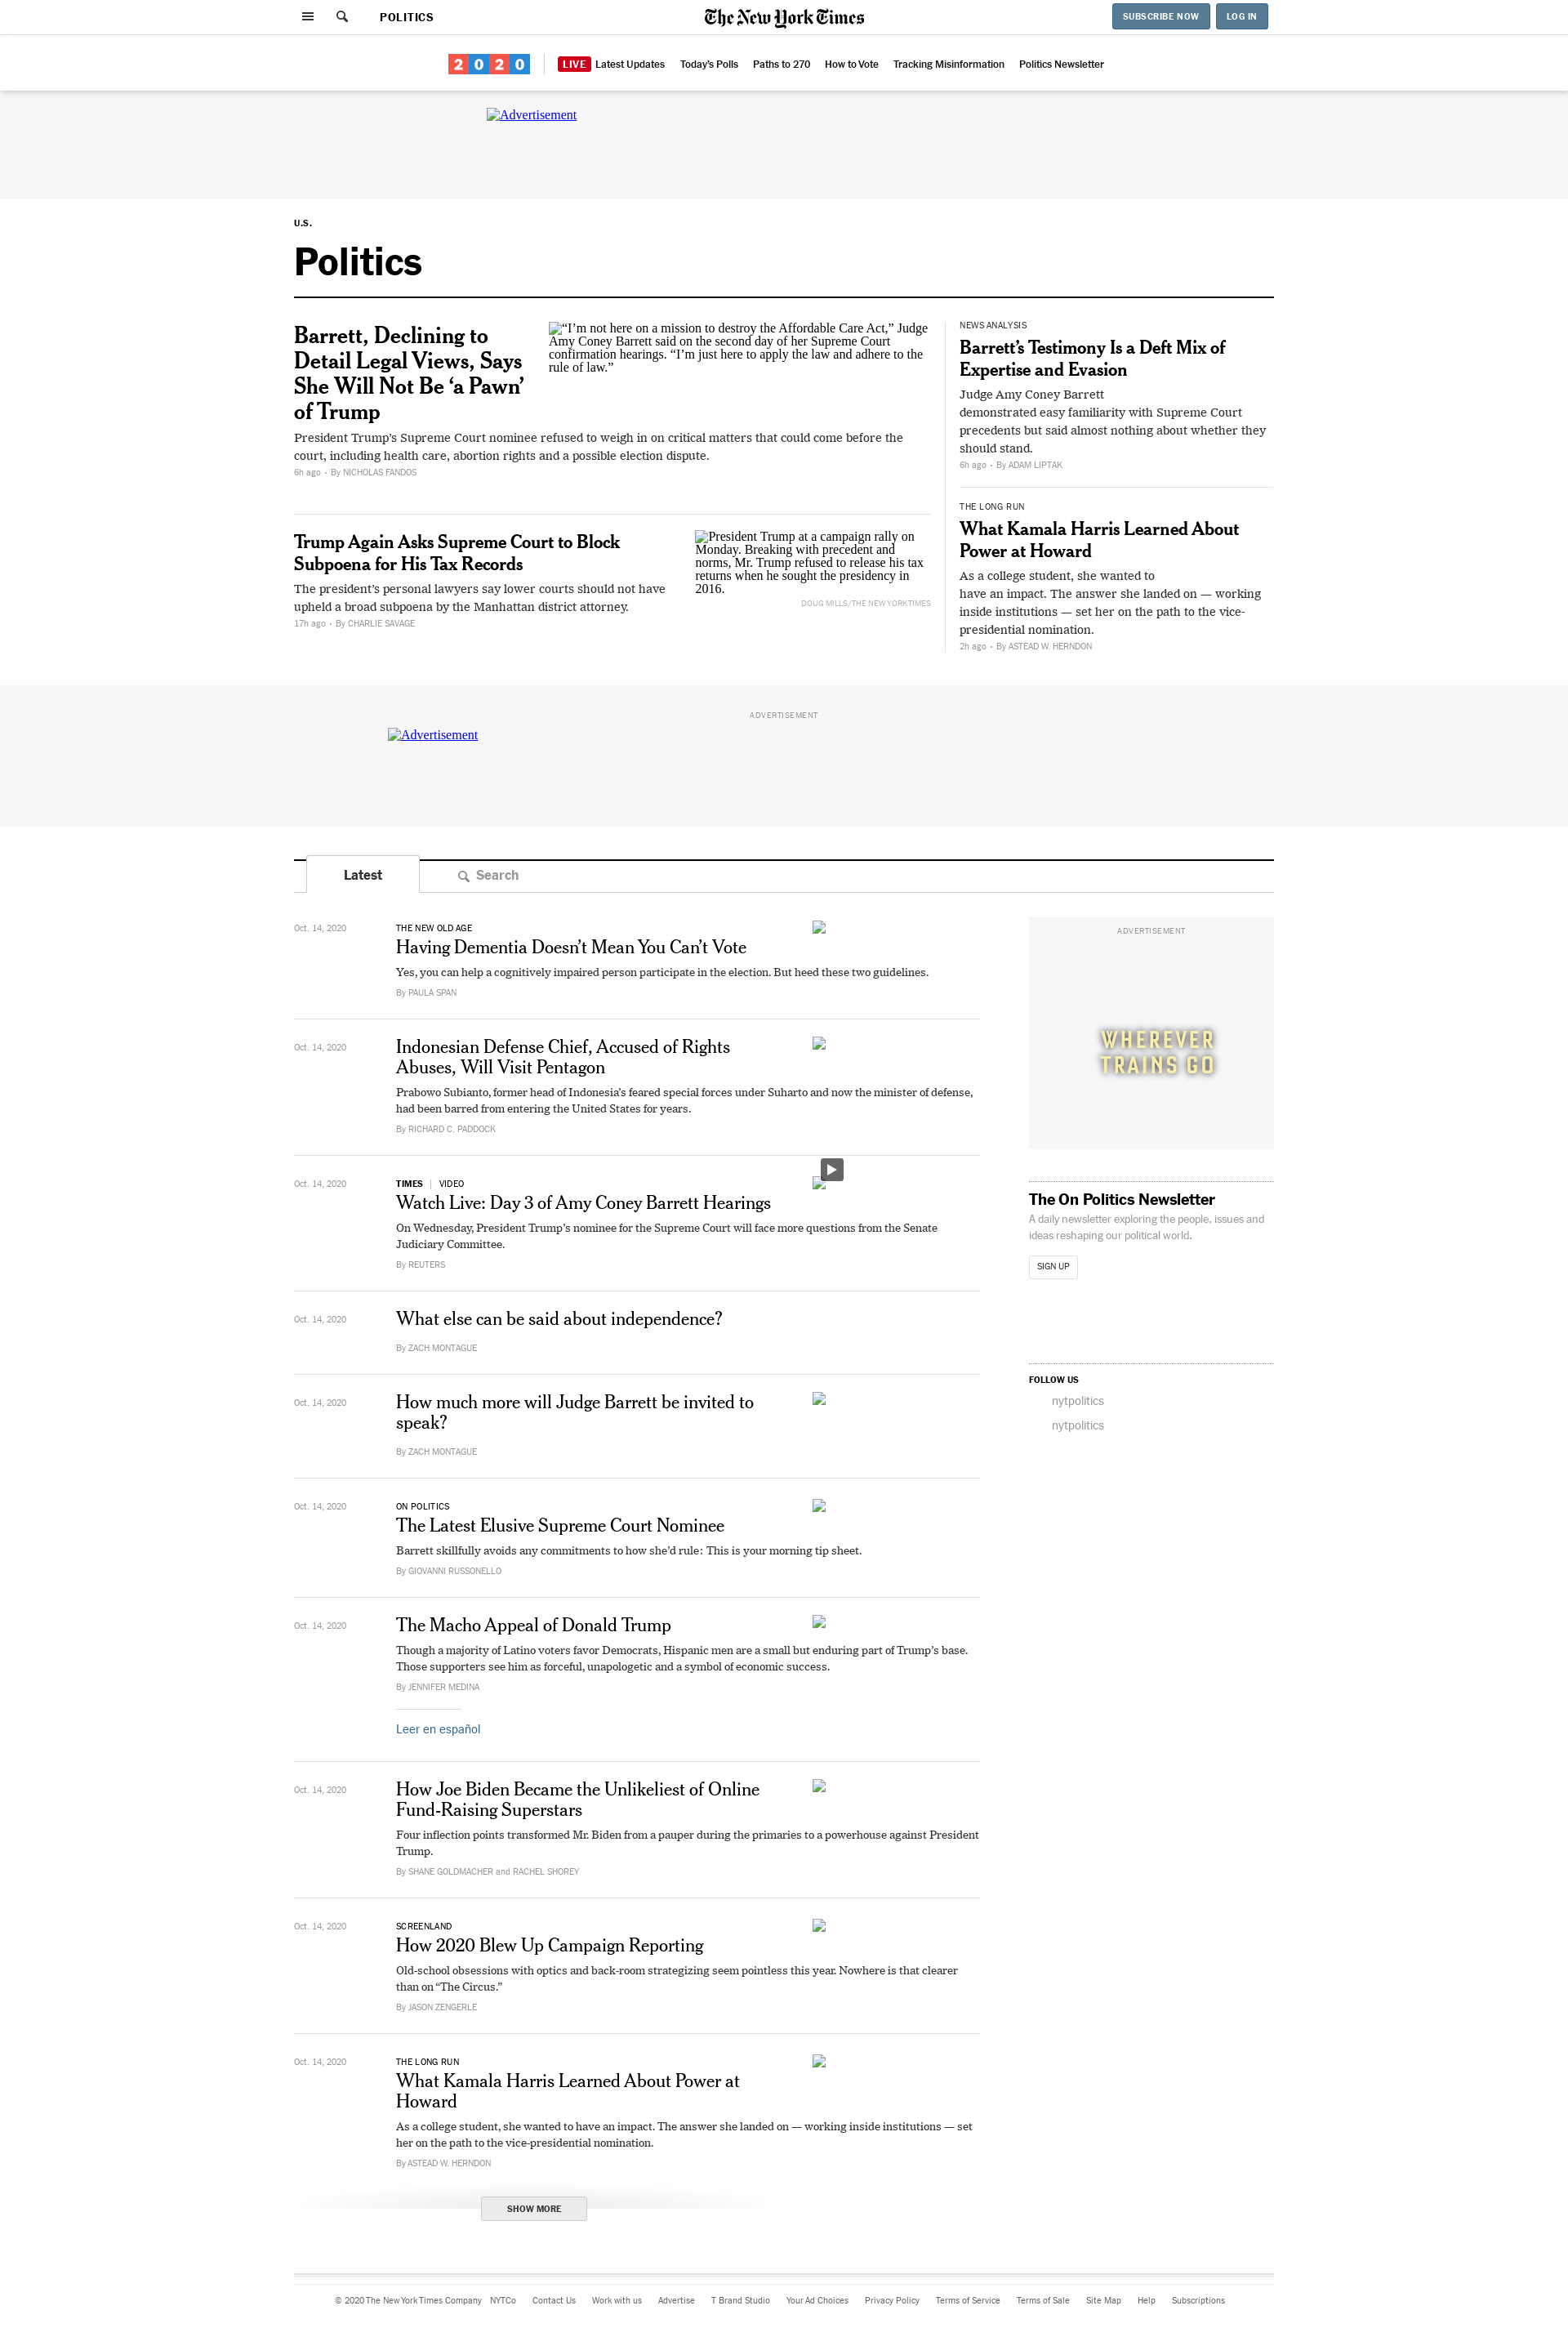 POLITICS
The New York Times
SUBSCRIBE NOW
LOG IN
2020
LIVE Latest Updates
Today's Polls
Paths to 270
How to Vote
Tracking Misinformation
Politics Newsletter
Advertisement
U.S.
Politics
Barrett, Declining to
Detail Legal Views, Says
She Will Not Be ‘a Pawn’
of Trump
“I’m not here on a mission to destroy the Affordable Care Act,” Judge
Amy Coney Barrett said on the second day of her Supreme Court
confirmation hearings. “I’m just here to apply the law and adhere to the
rule of law.”
President Trump’s Supreme Court nominee refused to weigh in on critical matters that could come before the
court, including health care, abortion rights and a possible election dispute.
6h ago • By NICHOLAS FANDOS
Trump Again Asks Supreme Court to Block
Subpoena for His Tax Records
The president’s personal lawyers say lower courts should not have
upheld a broad subpoena by the Manhattan district attorney.
17h ago • By CHARLIE SAVAGE
President Trump at a campaign rally on
Monday. Breaking with precedent and
norms, Mr. Trump refused to release his tax
returns when he sought the presidency in
2016.
DOUG MILLS/THE NEW YORK TIMES
NEWS ANALYSIS
Barrett’s Testimony Is a Deft Mix of
Expertise and Evasion
Judge Amy Coney Barrett
demonstrated easy familiarity with Supreme Court
precedents but said almost nothing about whether they
should stand.
6h ago • By ADAM LIPTAK
THE LONG RUN
What Kamala Harris Learned About
Power at Howard
As a college student, she wanted to
have an impact. The answer she landed on — working
inside institutions — set her on the path to the vice-
presidential nomination.
2h ago • By ASTEAD W. HERNDON
ADVERTISEMENT
Advertisement
Latest
Search
Oct. 14, 2020
THE NEW OLD AGE
Having Dementia Doesn’t Mean You Can’t Vote
Yes, you can help a cognitively impaired person participate in the election. But heed these two guidelines.
By PAULA SPAN
Oct. 14, 2020
Indonesian Defense Chief, Accused of Rights
Abuses, Will Visit Pentagon
Prabowo Subianto, former head of Indonesia’s feared special forces under Suharto and now the minister of defense,
had been barred from entering the United States for years.
By RICHARD C. PADDOCK
Oct. 14, 2020
TIMES | VIDEO
Watch Live: Day 3 of Amy Coney Barrett Hearings
On Wednesday, President Trump’s nominee for the Supreme Court will face more questions from the Senate
Judiciary Committee.
By REUTERS
Oct. 14, 2020
What else can be said about independence?
By ZACH MONTAGUE
Oct. 14, 2020
How much more will Judge Barrett be invited to
speak?
By ZACH MONTAGUE
Oct. 14, 2020
ON POLITICS
The Latest Elusive Supreme Court Nominee
Barrett skillfully avoids any commitments to how she’d rule: This is your morning tip sheet.
By GIOVANNI RUSSONELLO
Oct. 14, 2020
The Macho Appeal of Donald Trump
Though a majority of Latino voters favor Democrats, Hispanic men are a small but enduring part of Trump’s base.
Those supporters see him as forceful, unapologetic and a symbol of economic success.
By JENNIFER MEDINA
Leer en español
Oct. 14, 2020
How Joe Biden Became the Unlikeliest of Online
Fund-Raising Superstars
Four inflection points transformed Mr. Biden from a pauper during the primaries to a powerhouse against President
Trump.
By SHANE GOLDMACHER and RACHEL SHOREY
Oct. 14, 2020
SCREENLAND
How 2020 Blew Up Campaign Reporting
Old-school obsessions with optics and back-room strategizing seem pointless this year. Nowhere is that clearer
than on “The Circus.”
By JASON ZENGERLE
Oct. 14, 2020
THE LONG RUN
What Kamala Harris Learned About Power at
Howard
As a college student, she wanted to have an impact. The answer she landed on — working inside institutions — set
her on the path to the vice-presidential nomination.
By ASTEAD W. HERNDON
SHOW MORE
ADVERTISEMENT
WHEREVER
TRAINS GO
The On Politics Newsletter
A daily newsletter exploring the people, issues and
ideas reshaping our political world.
SIGN UP
FOLLOW US
nytpolitics
nytpolitics
© 2020 The New York Times Company
NYTCo
Contact Us
Work with us
Advertise
T Brand Studio
Your Ad Choices
Privacy Policy
Terms of Service
Terms of Sale
Site Map
Help
Subscriptions